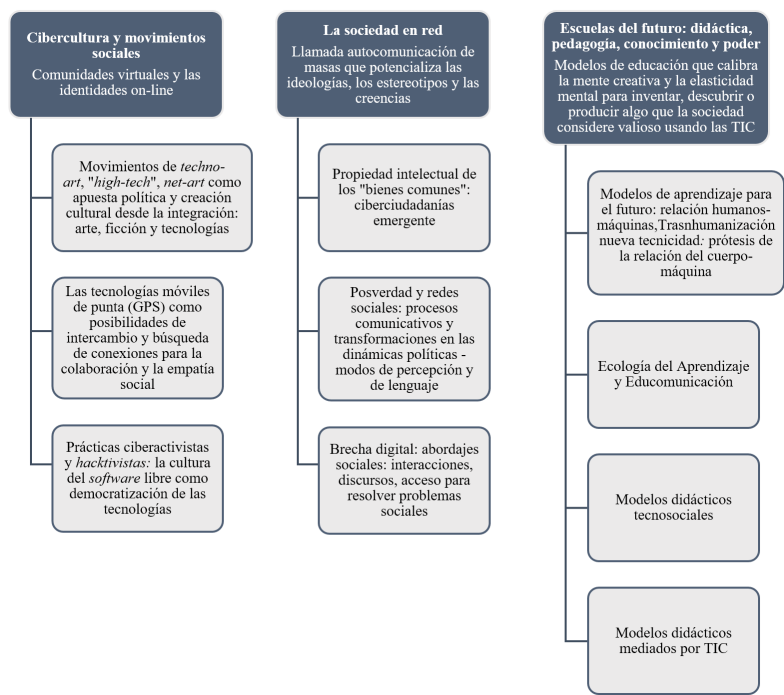 Cibercultura y movimientos
sociales
Comunidades virtuales y las
identidades on-line
Movimientos de techno-
art, "high-tech", net-art como
apuesta política y creación
cultural desde la integración:
arte, ficción y tecnologías
Las tecnologías móviles
de punta (GPS) como
posibilidades de
intercambio y búsqueda
de conexiones para la
colaboración y la empatía
social
Prácticas ciberactivistas
y hacktivistas: la cultura
del software libre como
democratización de las
tecnologías
La sociedad en red
Llamada autocomunicación de
masas que potencializa las
ideologías, los estereotipos y las
creencias
Propiedad intelectual de
los "bienes comunes":
ciberciudadanías
emergente
Posverdad y redes
sociales: procesos
comunicativos y
transformaciones en las
dinámicas políticas -
modos de percepción y
de lenguaje
Brecha digital: abordajes
sociales: interacciones,
discursos, acceso para
resolver problemas
sociales
Escuelas del futuro: didáctica,
pedagogía, conocimiento y poder
Modelos de educación que calibra
la mente creativa y la elasticidad
mental para inventar, descubrir o
producir algo que la sociedad
considere valioso usando las TIC
Modelos de aprendizaje para
el futuro: relación humanos-
máquinas,Trasnhumanización
nueva tecnicidad: prótesis de
la relación del cuerpo-
máquina
Ecología del Aprendizaje
y Educomunicación
Modelos didácticos
tecnosociales
Modelos didácticos
mediados por TIC